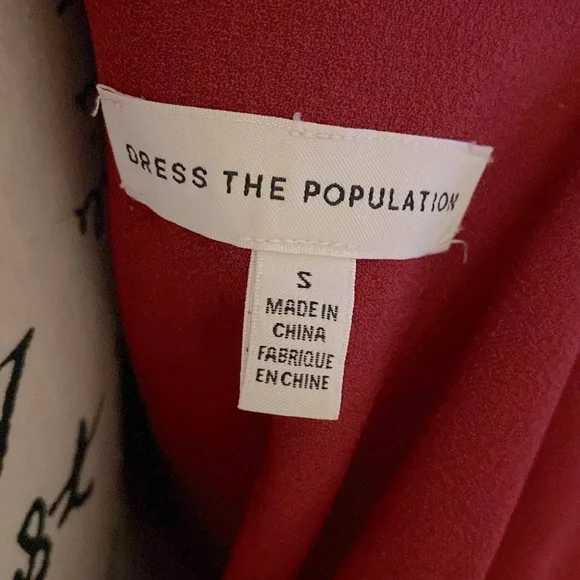 DRESS THE POPULATION
S
MADE IN
CHINA
FABRIQUE
EN CHINE